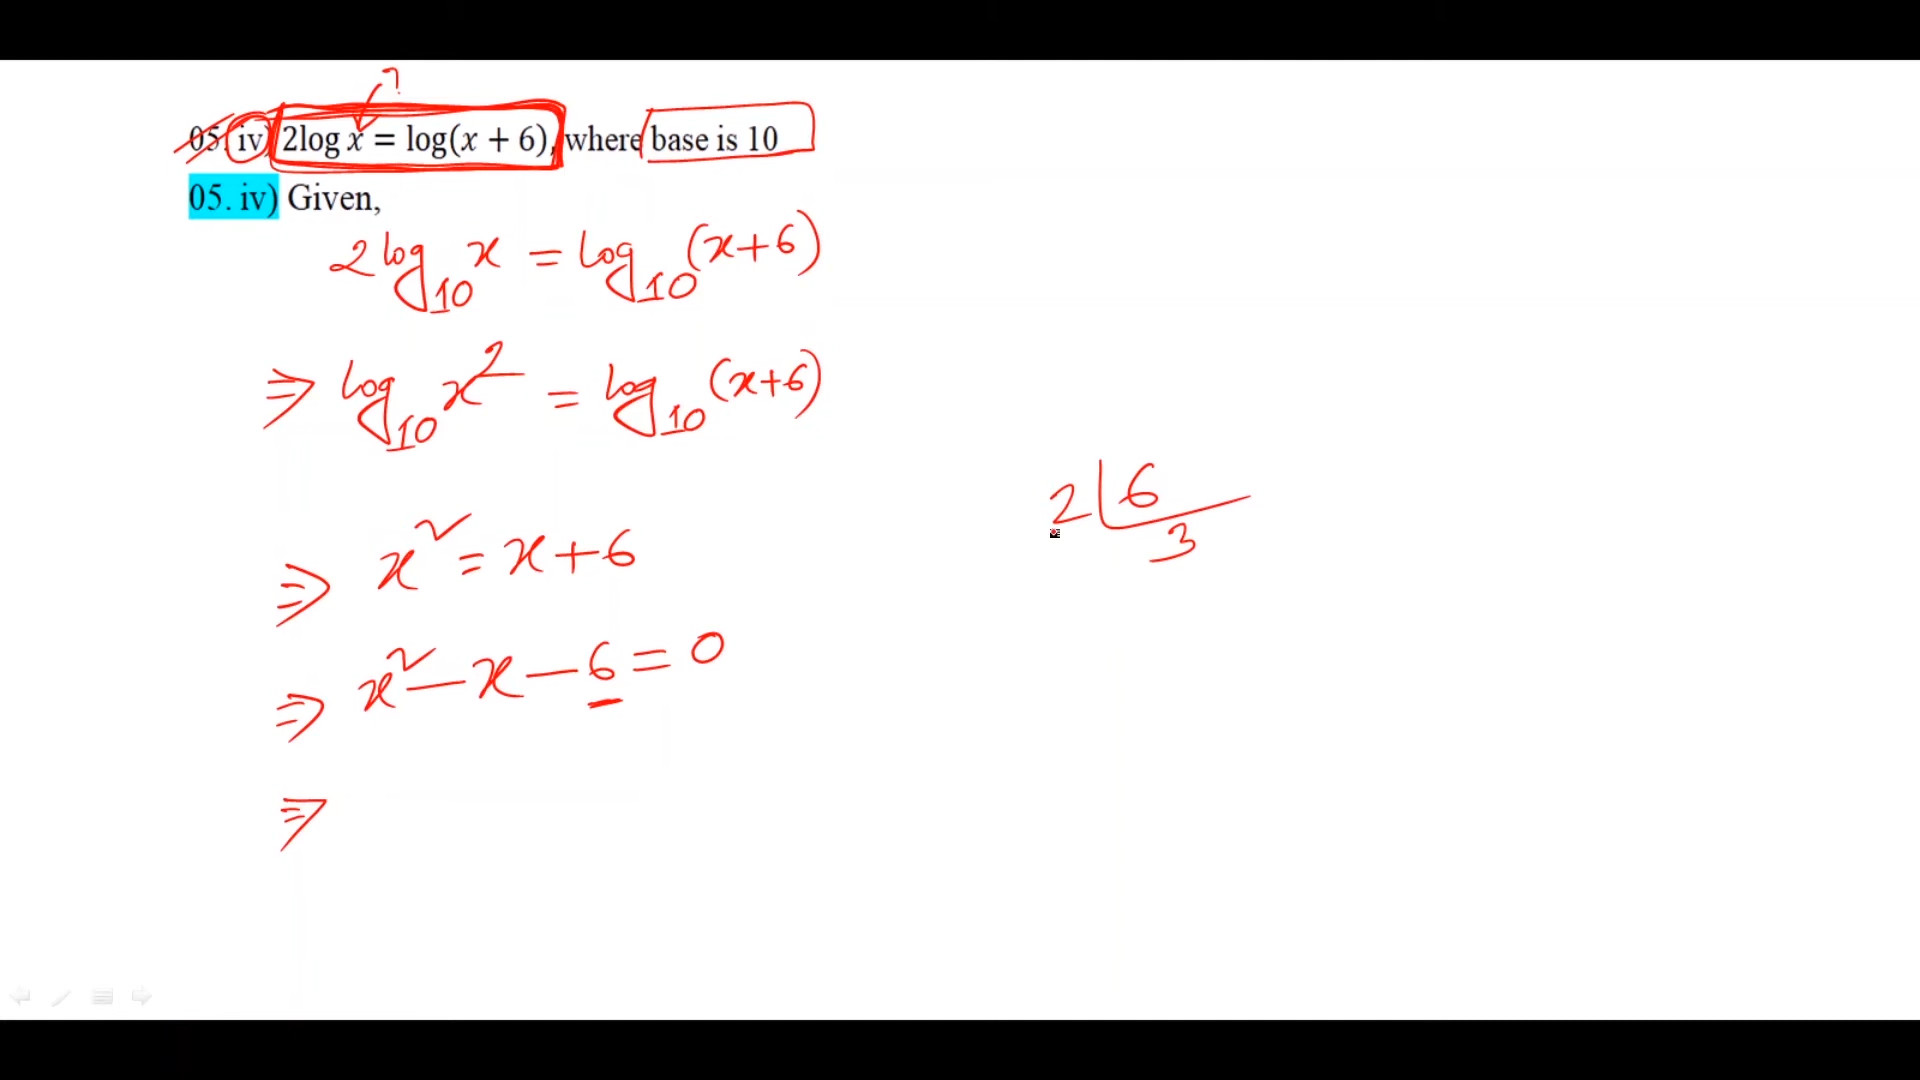 ?
05. iv) 2log x = log(x + 6), where base is 10
05. iv) Given,
2 log₁₀ x = log₁₀ (x+6)
⇒ log₁₀ x² = log₁₀ (x+6)
⇒ x² = x+6
⇒ x² − x − 6 = 0
⇒
2 | 6
3